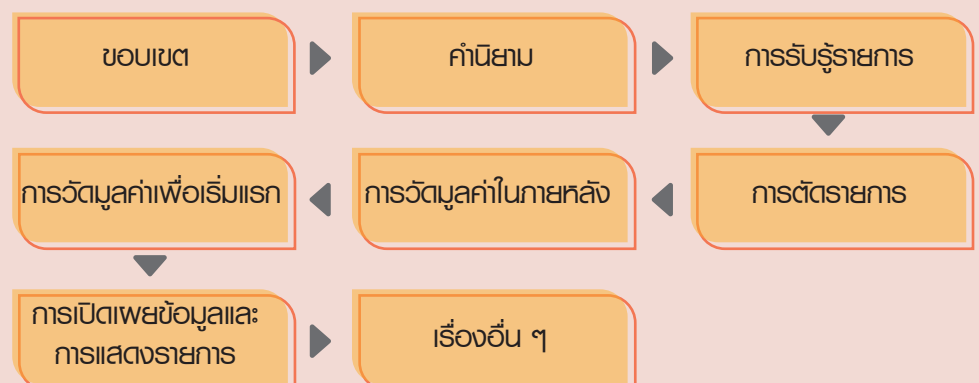 ขอบเขต
คำนิยาม
การรับรู้รายการ
การตัดรายการ
การวัดมูลค่าในภายหลัง
การวัดมูลค่าเพื่อเริ่มแรก
การเปิดเผยข้อมูลและ
การแสดงรายการ
เรื่องอื่น ๆ